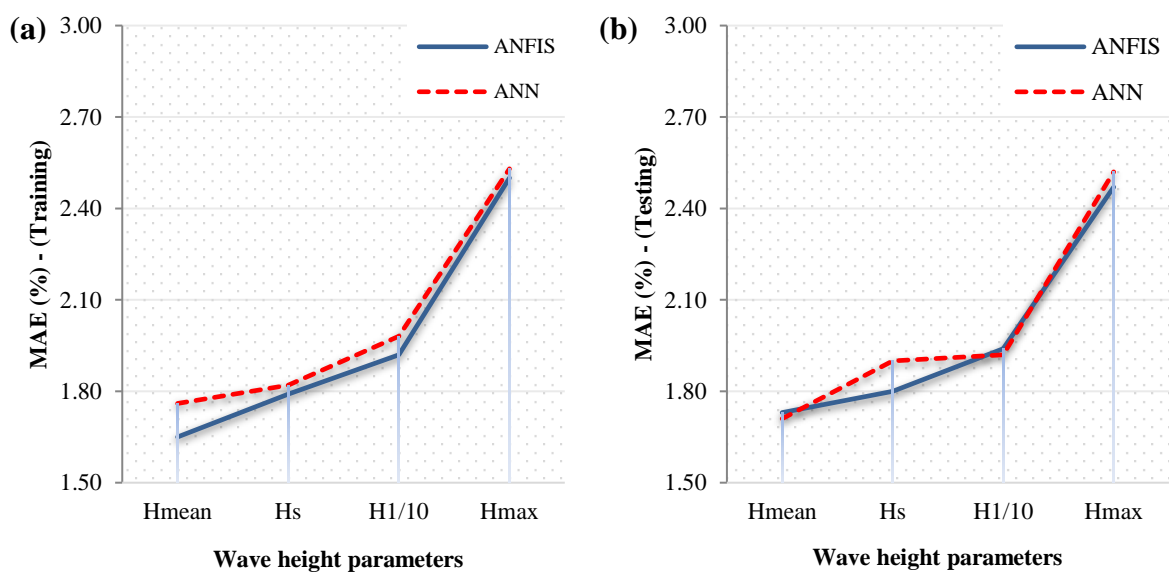 (a)
MAE (%) - (Training)
3.00
2.70
2.40
2.10
1.80
1.50
ANFIS
ANN
Hmean Hs H1/10 Hmax
Wave height parameters
(b)
MAE (%) - (Testing)
3.00
2.70
2.40
2.10
1.80
1.50
ANFIS
ANN
Hmean Hs H1/10 Hmax
Wave height parameters